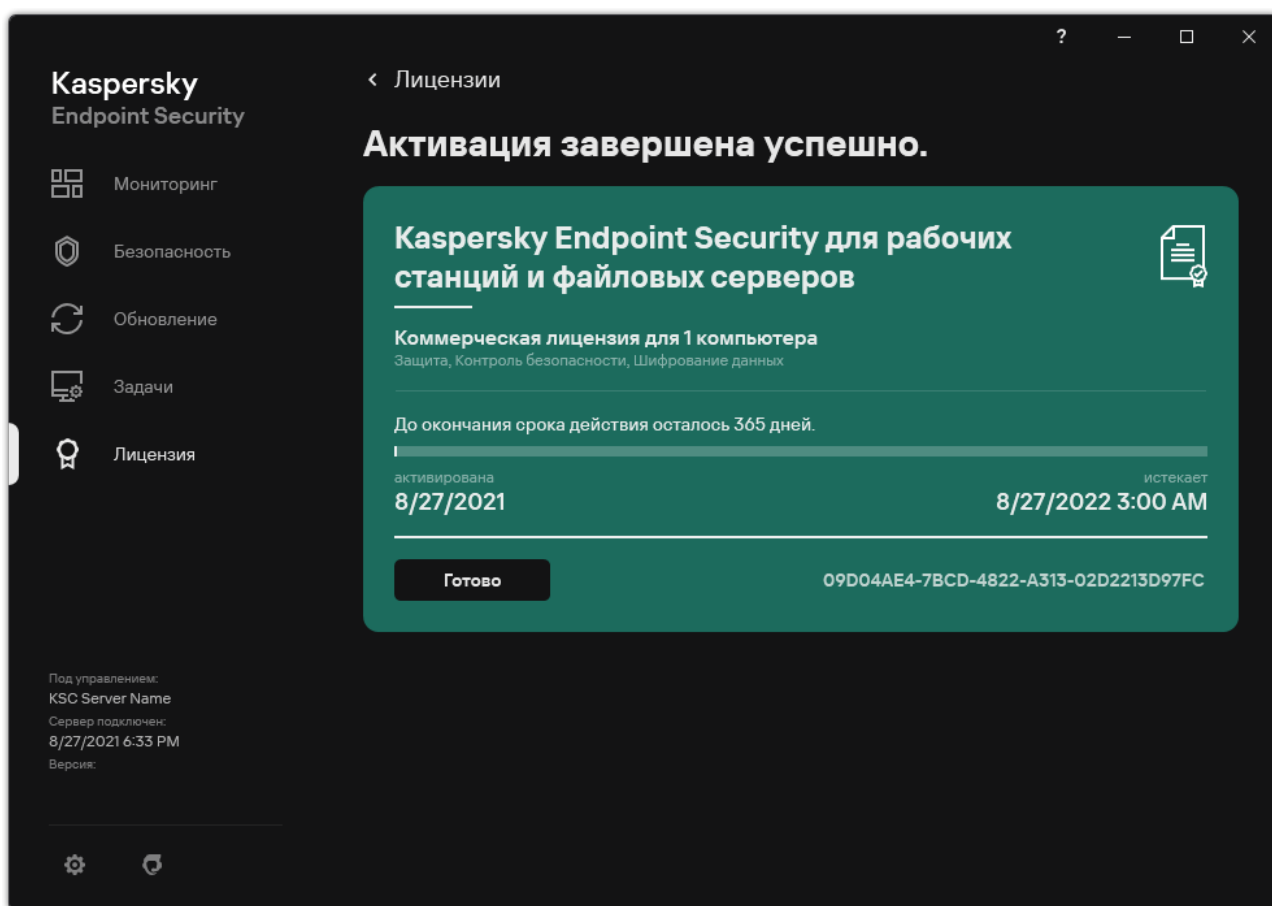 ?
Kaspersky
Endpoint Security
Мониторинг
Безопасность
Обновление
Задачи
Лицензия
Под управлением:
KSC Server Name
Сервер подключен:
8/27/2021 6:33 PM
Версия:
Лицензии
Активация завершена успешно.
Kaspersky Endpoint Security для рабочих
станций и файловых серверов
Коммерческая лицензия для 1 компьютера
Защита, Контроль безопасности, Шифрование данных
До окончания срока действия осталось 365 дней.
активирована истекает
8/27/2021 8/27/2022 3:00 AM
Готово 09D04AE4-7BCD-4822-A313-02D2213D97FC